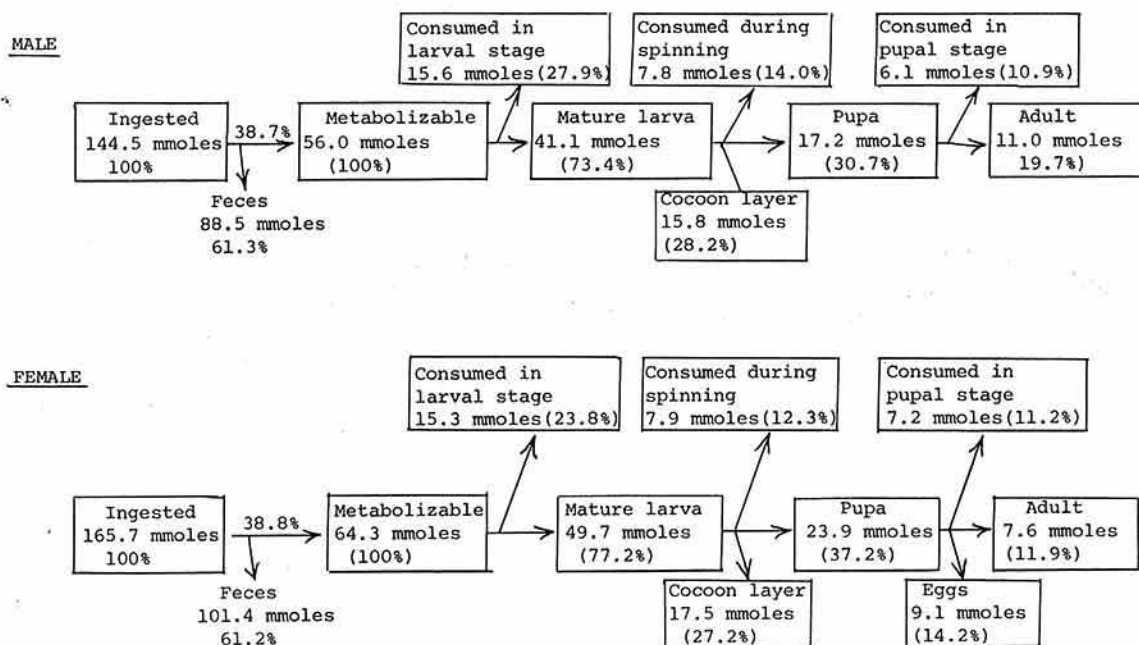 MALE
Consumed in
larval stage
15.6 mmoles(27.9%)
Consumed during
spinning
7.8 mmoles(14.0%)
Consumed in
pupal stage
6.1 mmoles(10.9%)
Ingested
144.5 mmoles
100%
38.7%
Metabolizable
56.0 mmoles
(100%)
Mature larva
41.1 mmoles
(73.4%)
Pupa
17.2 mmoles
(30.7%)
Adult
11.0 mmoles
19.7%
Feces
88.5 mmoles
61.3%
Cocoon layer
15.8 mmoles
(28.2%)
FEMALE
Consumed in
larval stage
15.3 mmoles(23.8%)
Consumed during
spinning
7.9 mmoles(12.3%)
Consumed in
pupal stage
7.2 mmoles(11.2%)
Ingested
165.7 mmoles
100%
38.8%
Metabolizable
64.3 mmoles
(100%)
Mature larva
49.7 mmoles
(77.2%)
Pupa
23.9 mmoles
(37.2%)
Adult
7.6 mmoles
(11.9%)
Feces
101.4 mmoles
61.2%
Cocoon layer
17.5 mmoles
(27.2%)
Eggs
9.1 mmoles
(14.2%)